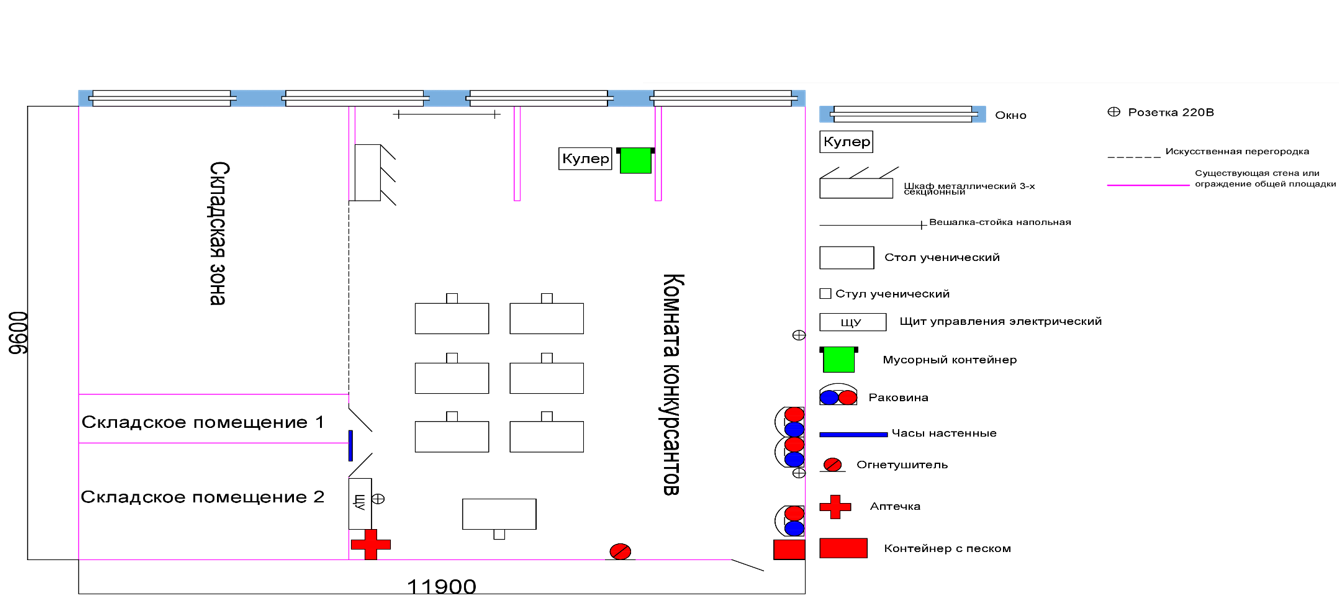 Складская зона
Складское помещение 1
Складское помещение 2
Кулер
Комната конкурсантов
ЩУ
9600
11900
Окно
Кулер
Шкаф металлический 3-х
секционный
Вешалка-стойка напольная
Стол ученический
Стул ученический
ЩУ
Щит управления электрический
Мусорный контейнер
Раковина
Часы настенные
Огнетушитель
Аптечка
Контейнер с песком
Розетка 220В
Искусственная перегородка
Существующая стена или
ограждение общей площадки